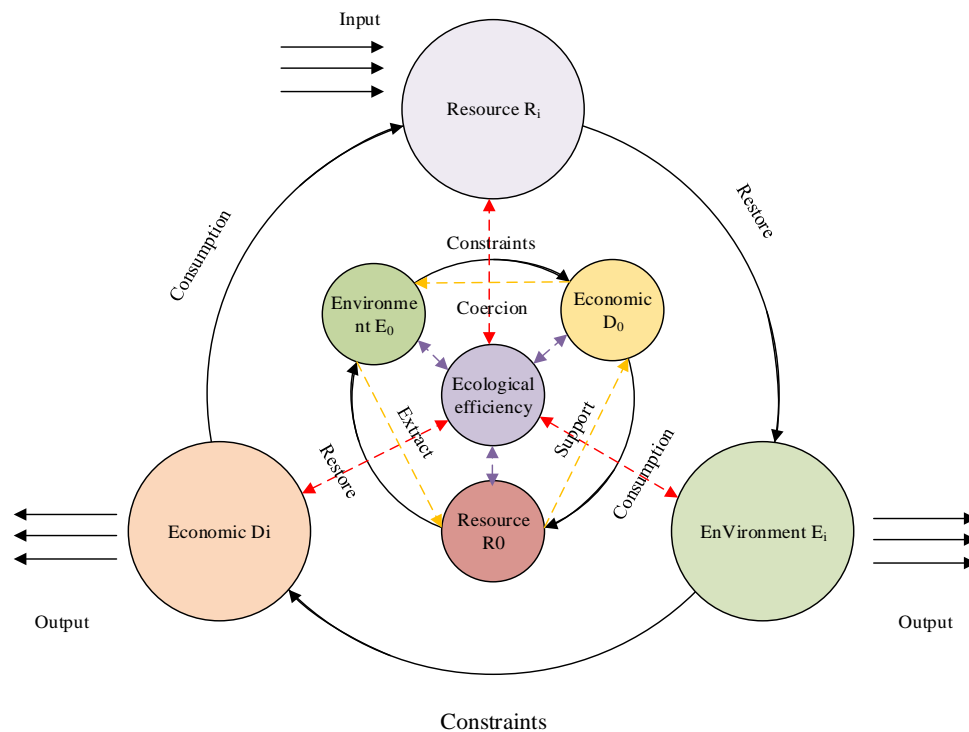 Input
Resource Ri
Consumption
Restore
Constraints
Environme
nt E0
Economic
D0
Coercion
Ecological
efficiency
Extract
Support
Restore
Consumption
Resource
R0
Economic Di
EnVironment Ei
Output
Output
Constraints